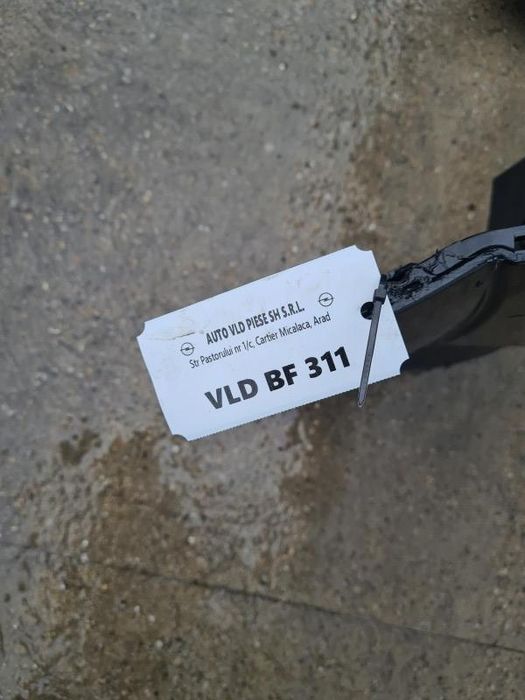 AUTO VLD PIESE SH S.R.L.
Str Pastorului nr 1/c, Cartier Micalaca, Arad
VLD BF 311